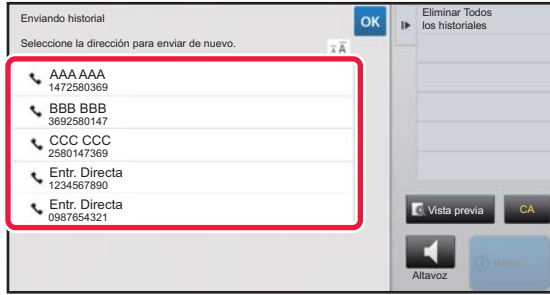 Enviando historial
OK
Seleccione la dirección para enviar de nuevo.
AAA AAA
1472580369
BBB BBB
3692580147
CCC CCC
2580147369
Entr. Directa
1234567890
Entr. Directa
0987654321
Eliminar Todos
los historiales
Vista previa
CA
Altavoz